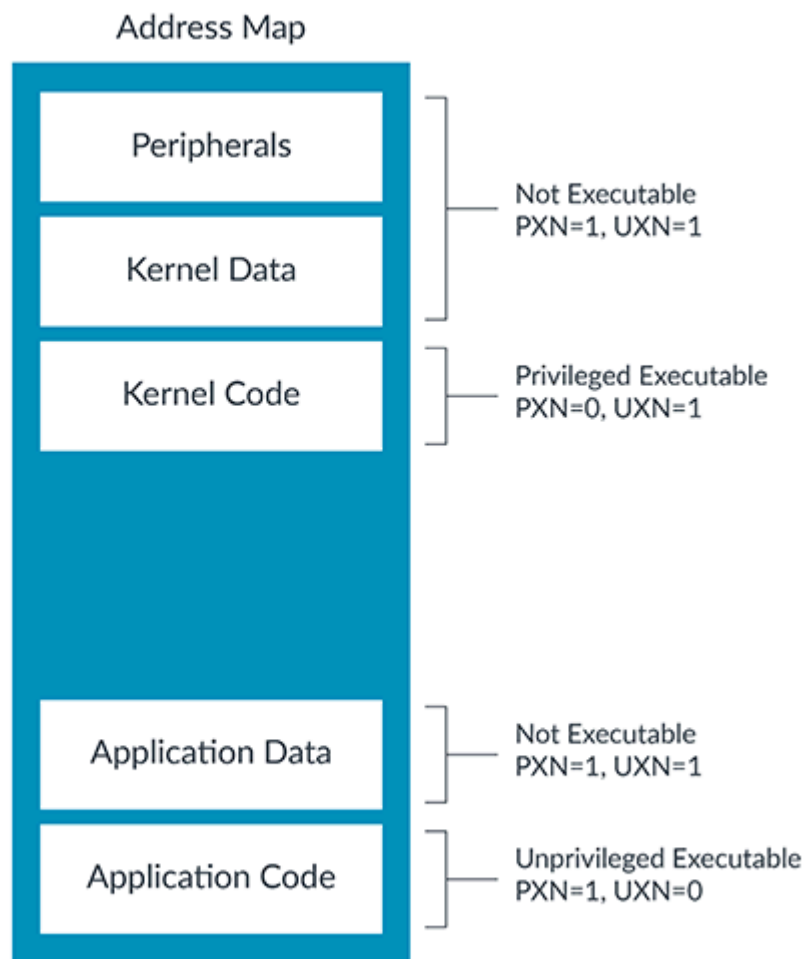 Address Map
Peripherals
Not Executable
PXN=1, UXN=1
Kernel Data
Kernel Code
Privileged Executable
PXN=0, UXN=1
Application Data
Not Executable
PXN=1, UXN=1
Application Code
Unprivileged Executable
PXN=1, UXN=0